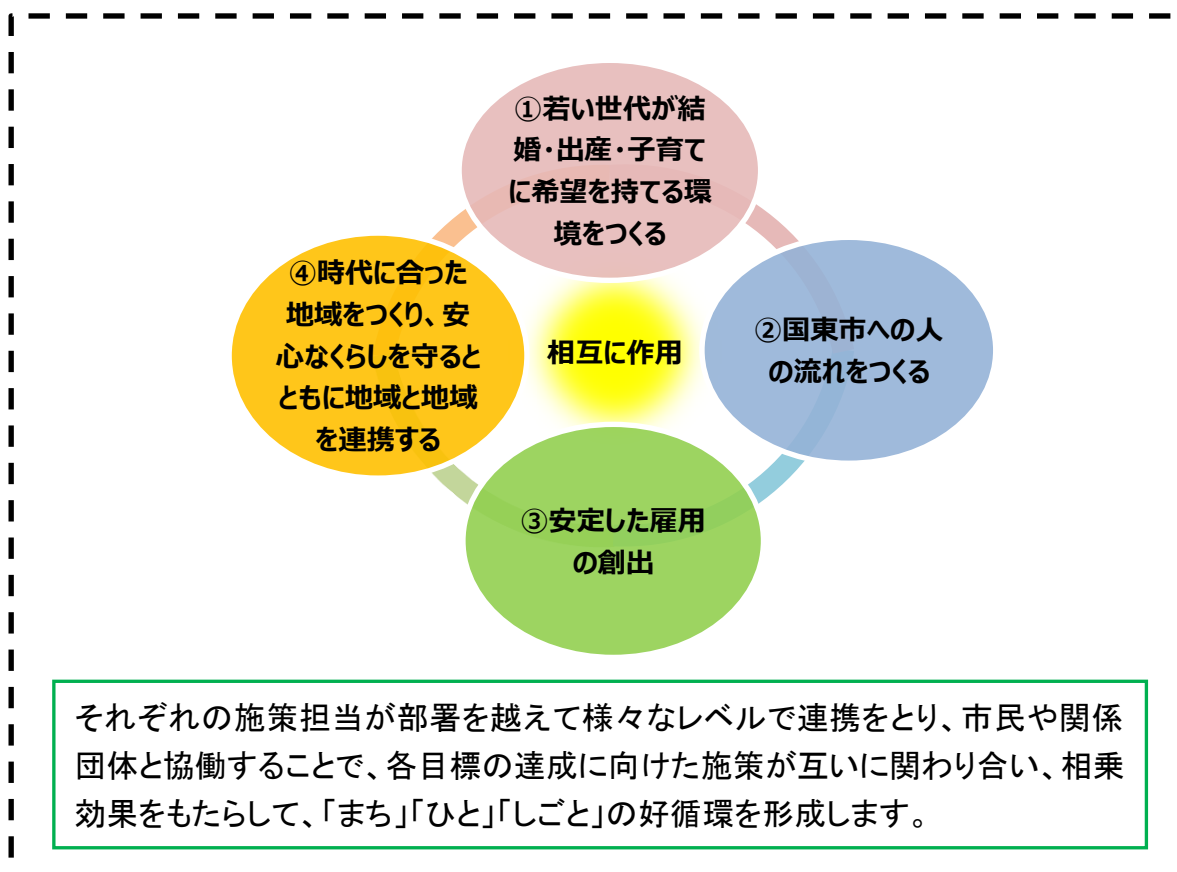 ①若い世代が結
婚・出産・子育て
に希望を持てる環
境をつくる
④時代に合った
地域をつくり、安
心なくらしを守ると
ともに地域と地域
を連携する
相互に作用
②国東市への人
の流れをつくる
③安定した雇用
の創出
それぞれの施策担当が部署を越えて様々なレベルで連携をとり、市民や関係
団体と協働することで、各目標の達成に向けた施策が互いに関わり合い、相乗
効果をもたらして、「まち」「ひと」「しごと」の好循環を形成します。